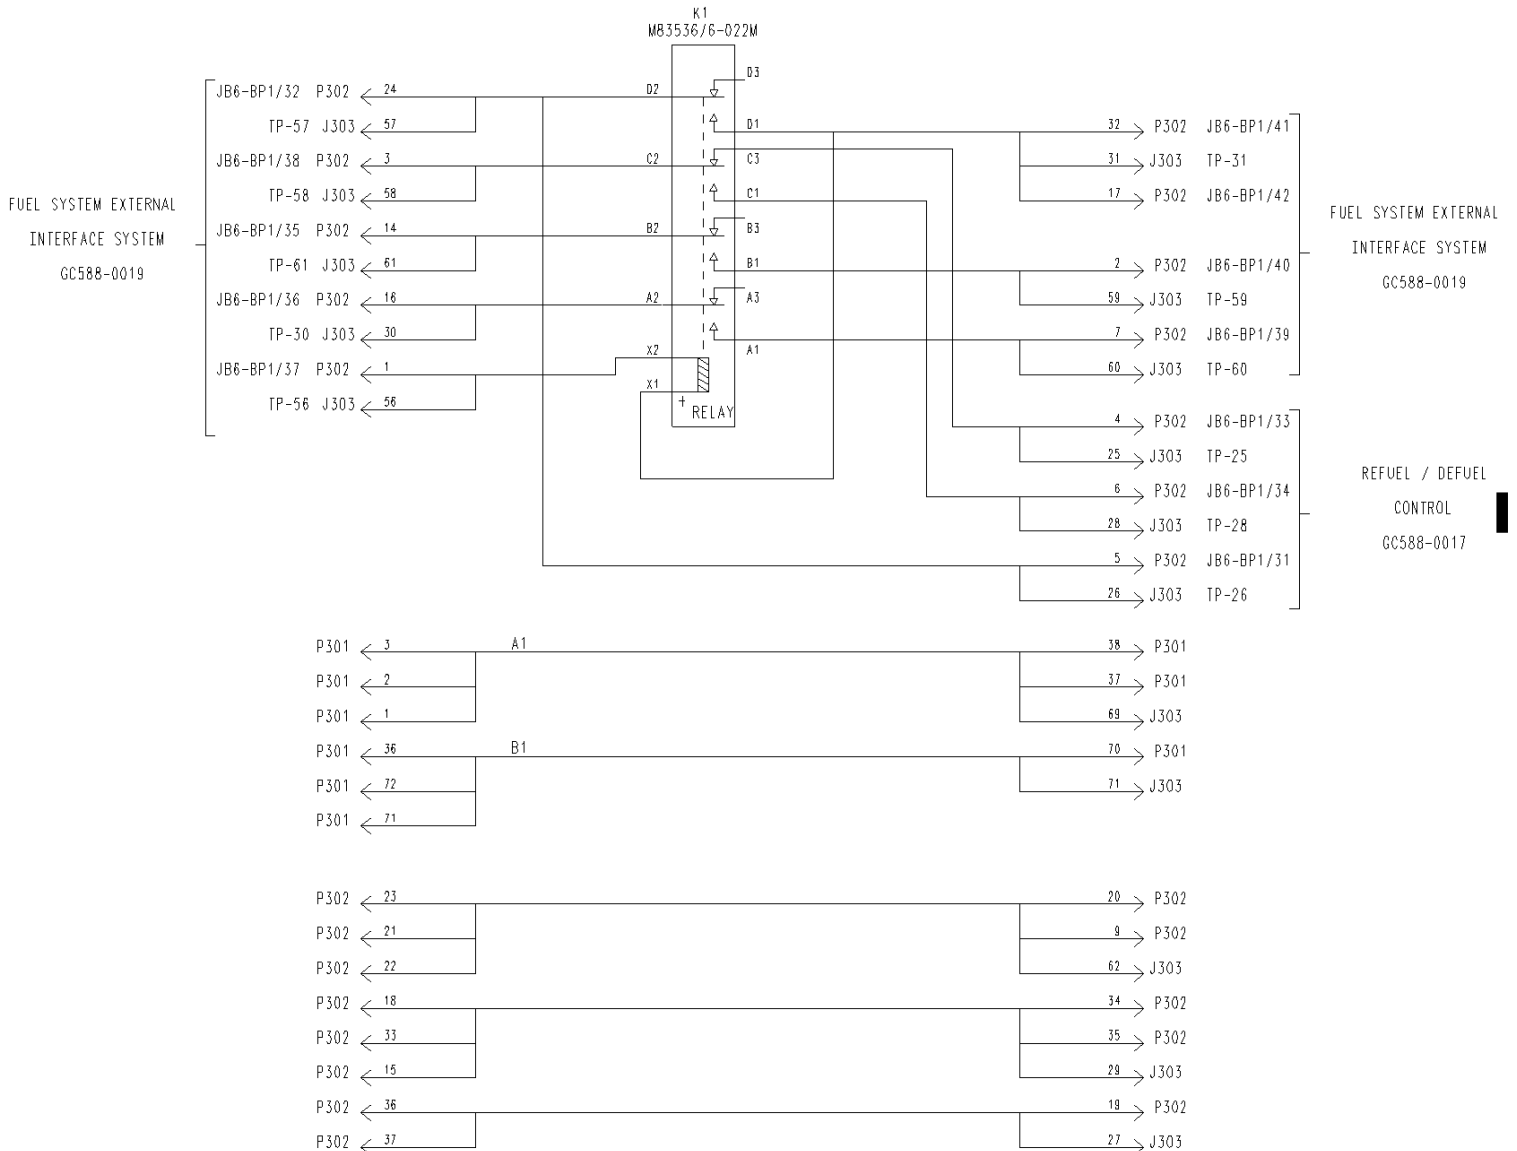 K1
M83536/6-022M
FUEL SYSTEM EXTERNAL
INTERFACE SYSTEM
GC588-0019
JB6-BP1/32 P302 24
TP-57 J303 57
JB6-BP1/38 P302 3
TP-58 J303 58
JB6-BP1/35 P302 14
TP-61 J303 61
JB6-BP1/36 P302 16
TP-30 J303 30
JB6-BP1/37 P302 1
TP-56 J303 56
D2
C2
B2
A2
X2
X1
+
RELAY
D3
D1
C3
C1
B3
B1
A3
A1
32 P302 JB6-BP1/41
31 J303 TP-31
17 P302 JB6-BP1/42
2 P302 JB6-BP1/40
59 J303 TP-59
7 P302 JB6-BP1/39
60 J303 TP-60
FUEL SYSTEM EXTERNAL
INTERFACE SYSTEM
GC588-0019
4 P302 JB6-BP1/33
25 J303 TP-25
6 P302 JB6-BP1/34
28 J303 TP-28
5 P302 JB6-BP1/31
26 J303 TP-26
REFUEL / DEFUEL
CONTROL
GC588-0017
P301 3 A1 38 P301
P301 2 37 P301
P301 1 69 J303
P301 36 B1 70 P301
P301 72 71 J303
P301 71
P302 23 20 P302
P302 21 9 P302
P302 22 62 J303
P302 18 34 P302
P302 33 35 P302
P302 15 29 J303
P302 36 19 P302
P302 37 27 J303